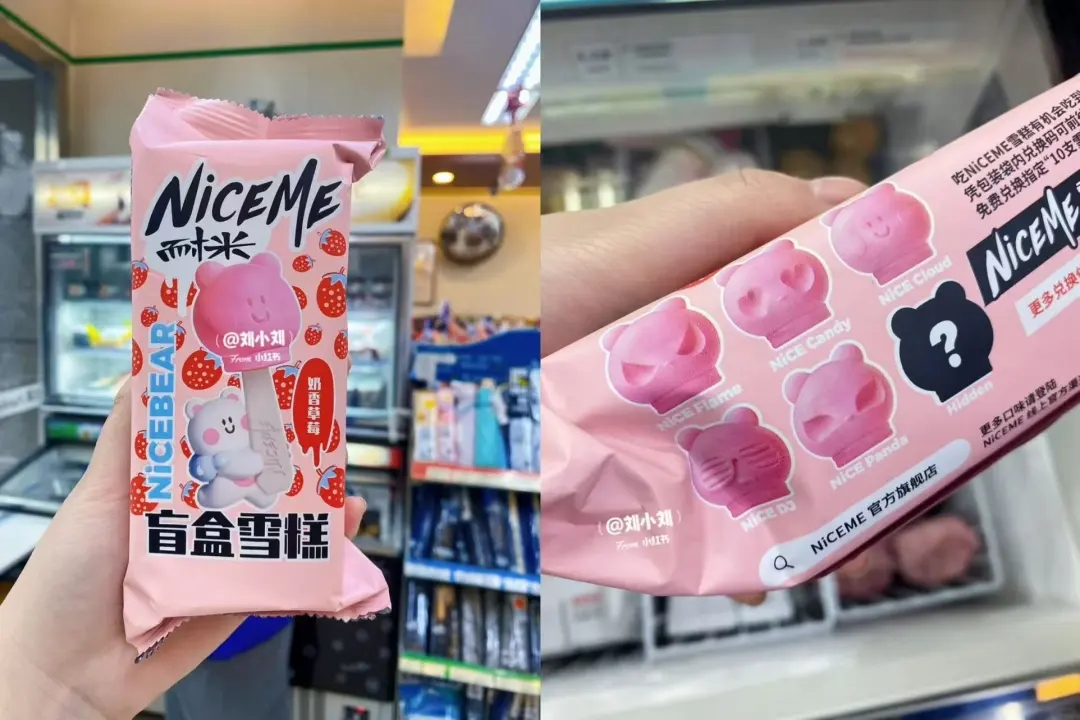 NiCEME
耐米
@刘小刘
From 小红书
NiCEBEAR
奶香草莓
NiCEBEAR
盲盒雪糕
吃NiCEME雪糕有机会吃到
凭包装袋内兑换码可前往
免费兑换指定"10支雪
NiCEME
更多兑换
NiCE Cloud
NiCE Candy
NiCE Flame
?
Hidden
NiCE Panda
NiCE DJ
更多口味请登陆
NiCEME 线上官方
NiCEME 官方旗舰店
@刘小刘
From 小红书